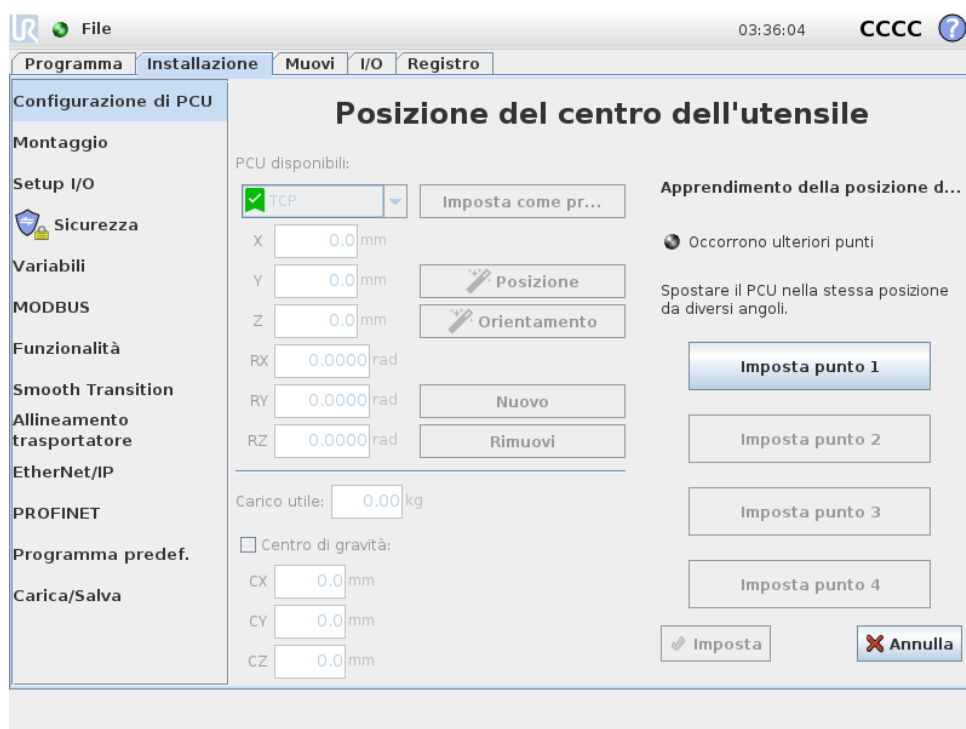 UR File 03:36:04 CCCC ?
Programma Installazione Muovi I/O Registro
Configurazione di PCU
Montaggio
Setup I/O
Sicurezza
Variabili
MODBUS
Funzionalità
Smooth Transition
Allineamento
trasportatore
EtherNet/IP
PROFINET
Programma predef.
Carica/Salva
Posizione del centro dell'utensile
PCU disponibili:
TCP Imposta come pr...
X 0.0 mm
Y 0.0 mm Posizione
Z 0.0 mm Orientamento
RX 0.0000 rad
RY 0.0000 rad Nuovo
RZ 0.0000 rad Rimuovi
Carico utile: 0.00 kg
Centro di gravità:
CX 0.0 mm
CY 0.0 mm
CZ 0.0 mm
Apprendimento della posizione d...
Occorrono ulteriori punti
Spostare il PCU nella stessa posizione
da diversi angoli.
Imposta punto 1
Imposta punto 2
Imposta punto 3
Imposta punto 4
Imposta Annulla